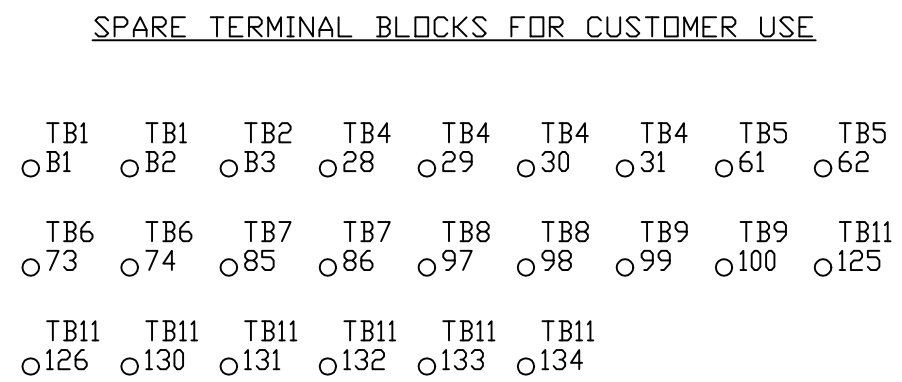 SPARE TERMINAL BLOCKS FOR CUSTOMER USE
TB1 TB1 TB2 TB4 TB4 TB4 TB4 TB5 TB5
B1 B2 B3 28 29 30 31 61 62
TB6 TB6 TB7 TB7 TB8 TB8 TB9 TB9 TB11
73 74 85 86 97 98 99 100 125
TB11 TB11 TB11 TB11 TB11 TB11
126 130 131 132 133 134